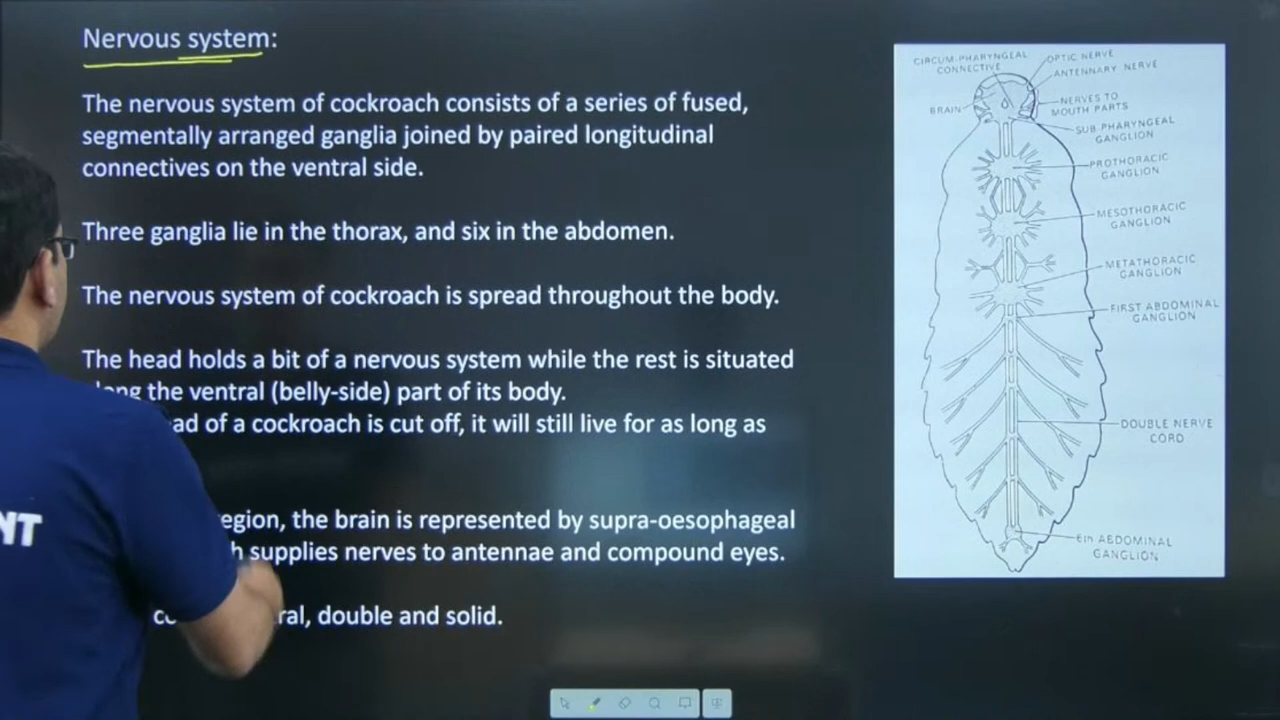 Nervous system:
The nervous system of cockroach consists of a series of fused,
segmentally arranged ganglia joined by paired longitudinal
connectives on the ventral side.
Three ganglia lie in the thorax, and six in the abdomen.
The nervous system of cockroach is spread throughout the body.
The head holds a bit of a nervous system while the rest is situated
the ventral (belly-side) part of its body.
of a cockroach is cut off, it will still live for as long as
the brain is represented by supra-oesophageal
supplies nerves to antennae and compound eyes.
double and solid.
NT
CIRCUM-PHARYNGEAL
CONNECTIVE
OPTIC NERVE
ANTENNARY NERVE
BRAIN
NERVES TO
MOUTH PARTS
SUB-PHARYNGEAL
GANGLION
PROTHORACIC
GANGLION
MESOTHORACIC
GANGLION
METATHORACIC
GANGLION
FIRST ABDOMINAL
GANGLION
DOUBLE NERVE
CORD
6th ABDOMINAL
GANGLION